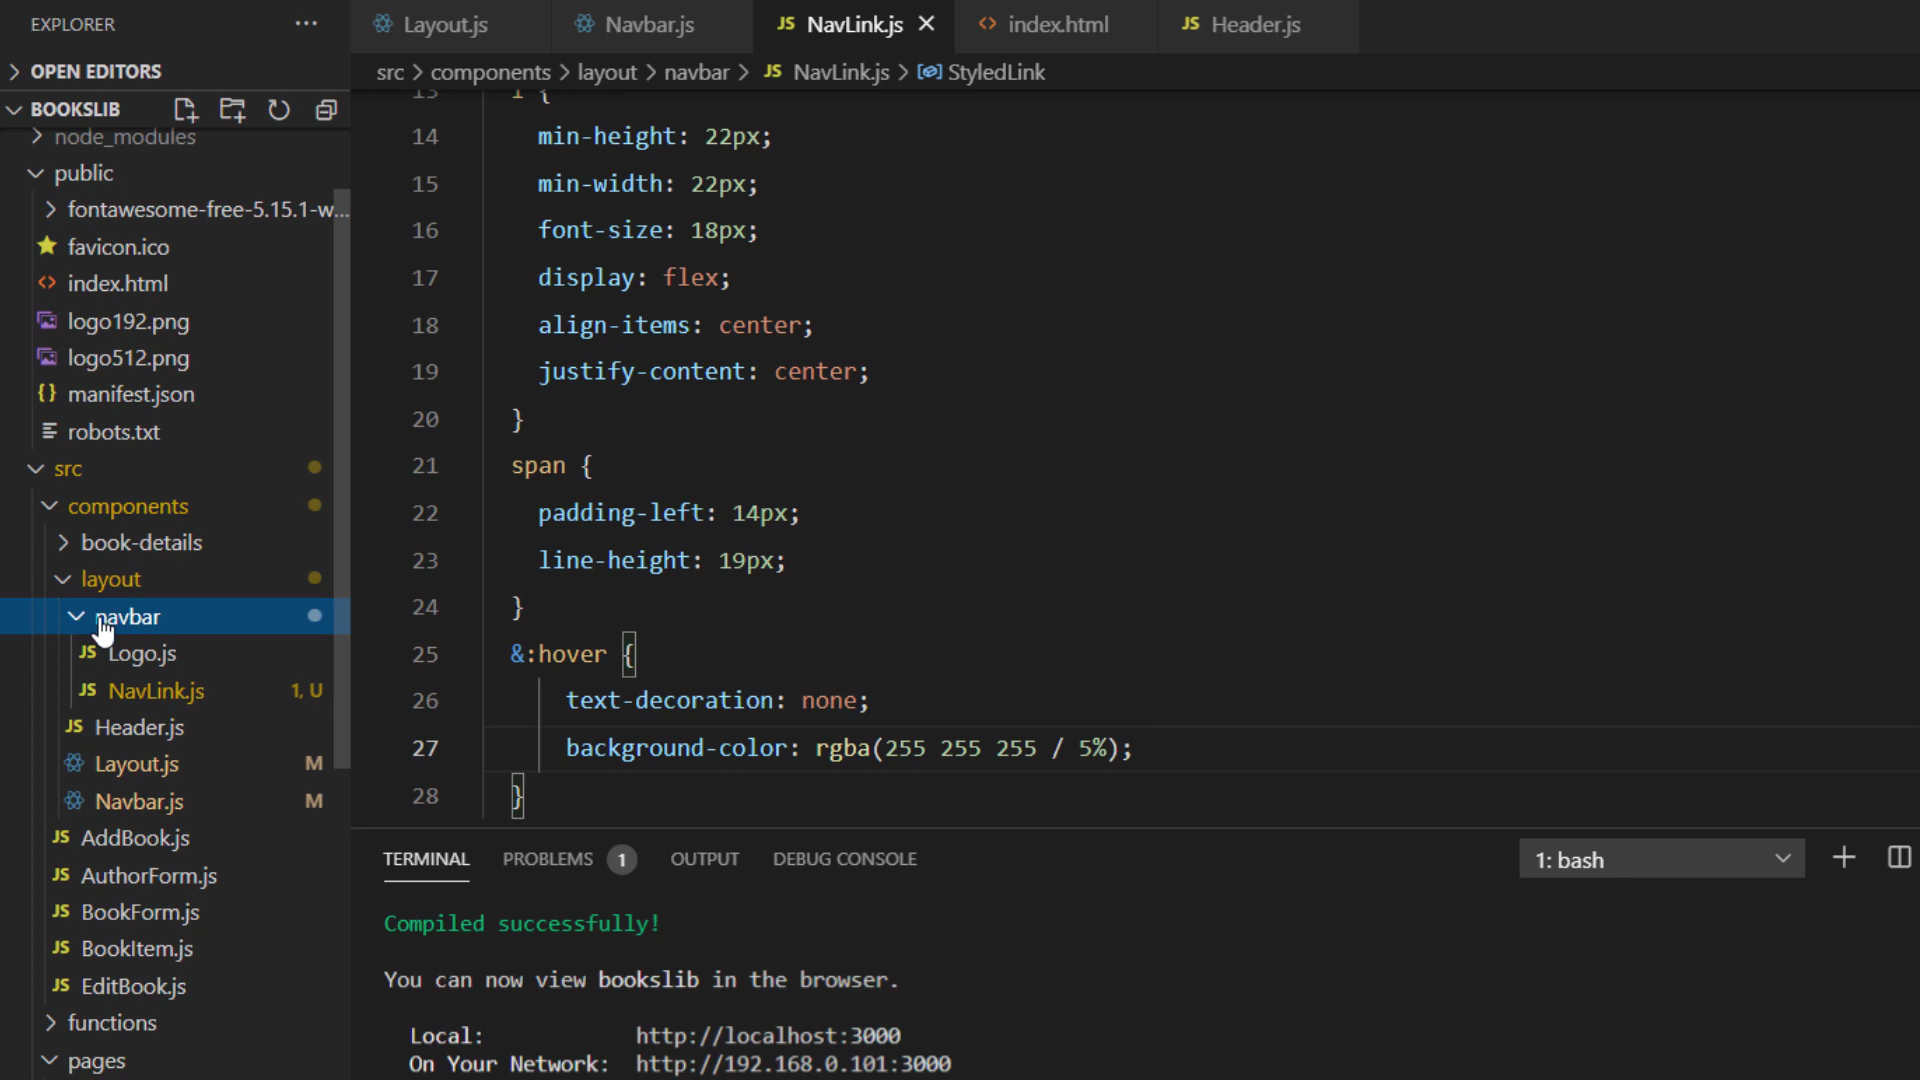 EXPLORER
OPEN EDITORS
BOOKSLIB
node_modules
public
fontawesome-free-5.15.1-w...
favicon.ico
index.html
logo192.png
logo512.png
manifest.json
robots.txt
src
components
book-details
layout
navbar
Logo.js
NavLink.js 1, U
Header.js
Layout.js M
Navbar.js M
AddBook.js
AuthorForm.js
BookForm.js
BookItem.js
EditBook.js
functions
pages
Layout.js Navbar.js NavLink.js index.html Header.js
src > components > layout > navbar > JS NavLink.js > StyledLink
13 i {
14 min-height: 22px;
15 min-width: 22px;
16 font-size: 18px;
17 display: flex;
18 align-items: center;
19 justify-content: center;
20 }
21 span {
22 padding-left: 14px;
23 line-height: 19px;
24 }
25 &:hover {
26 text-decoration: none;
27 background-color: rgba(255 255 255 / 5%);
28 }
TERMINAL PROBLEMS 1 OUTPUT DEBUG CONSOLE 1: bash
Compiled successfully!
You can now view bookslib in the browser.
Local: http://localhost:3000
On Your Network: http://192.168.0.101:3000